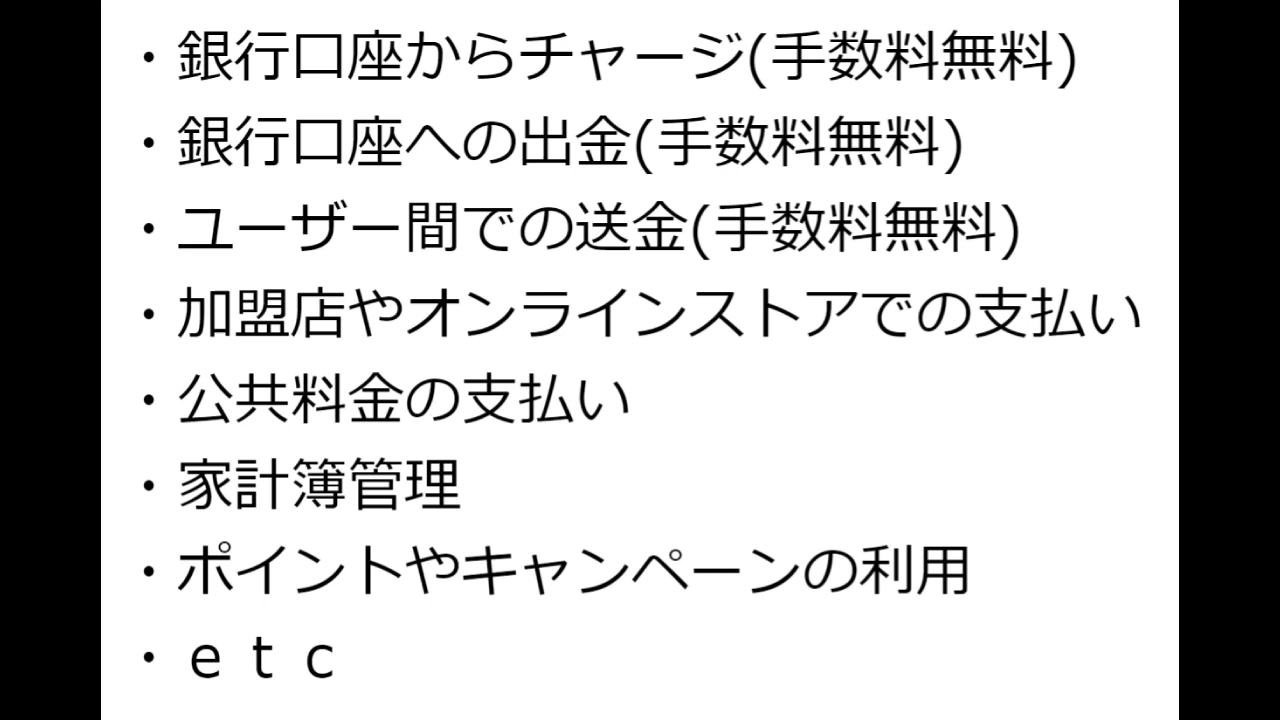 ・銀行口座からチャージ(手数料無料)
・銀行口座への出金(手数料無料)
・ユーザー間での送金(手数料無料)
・加盟店やオンラインストアでの支払い
・公共料金の支払い
・家計簿管理
・ポイントやキャンペーンの利用
・ｅｔｃ